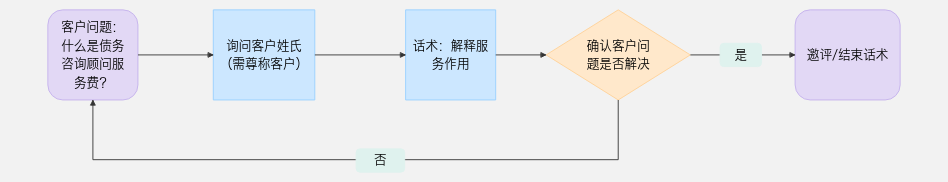 客户问题：
什么是债务
咨询顾问服
务费？
询问客户姓氏
（需尊称客户）
话术：解释服
务作用
确认客户问
题是否解决
是
邀评/结束话术
否